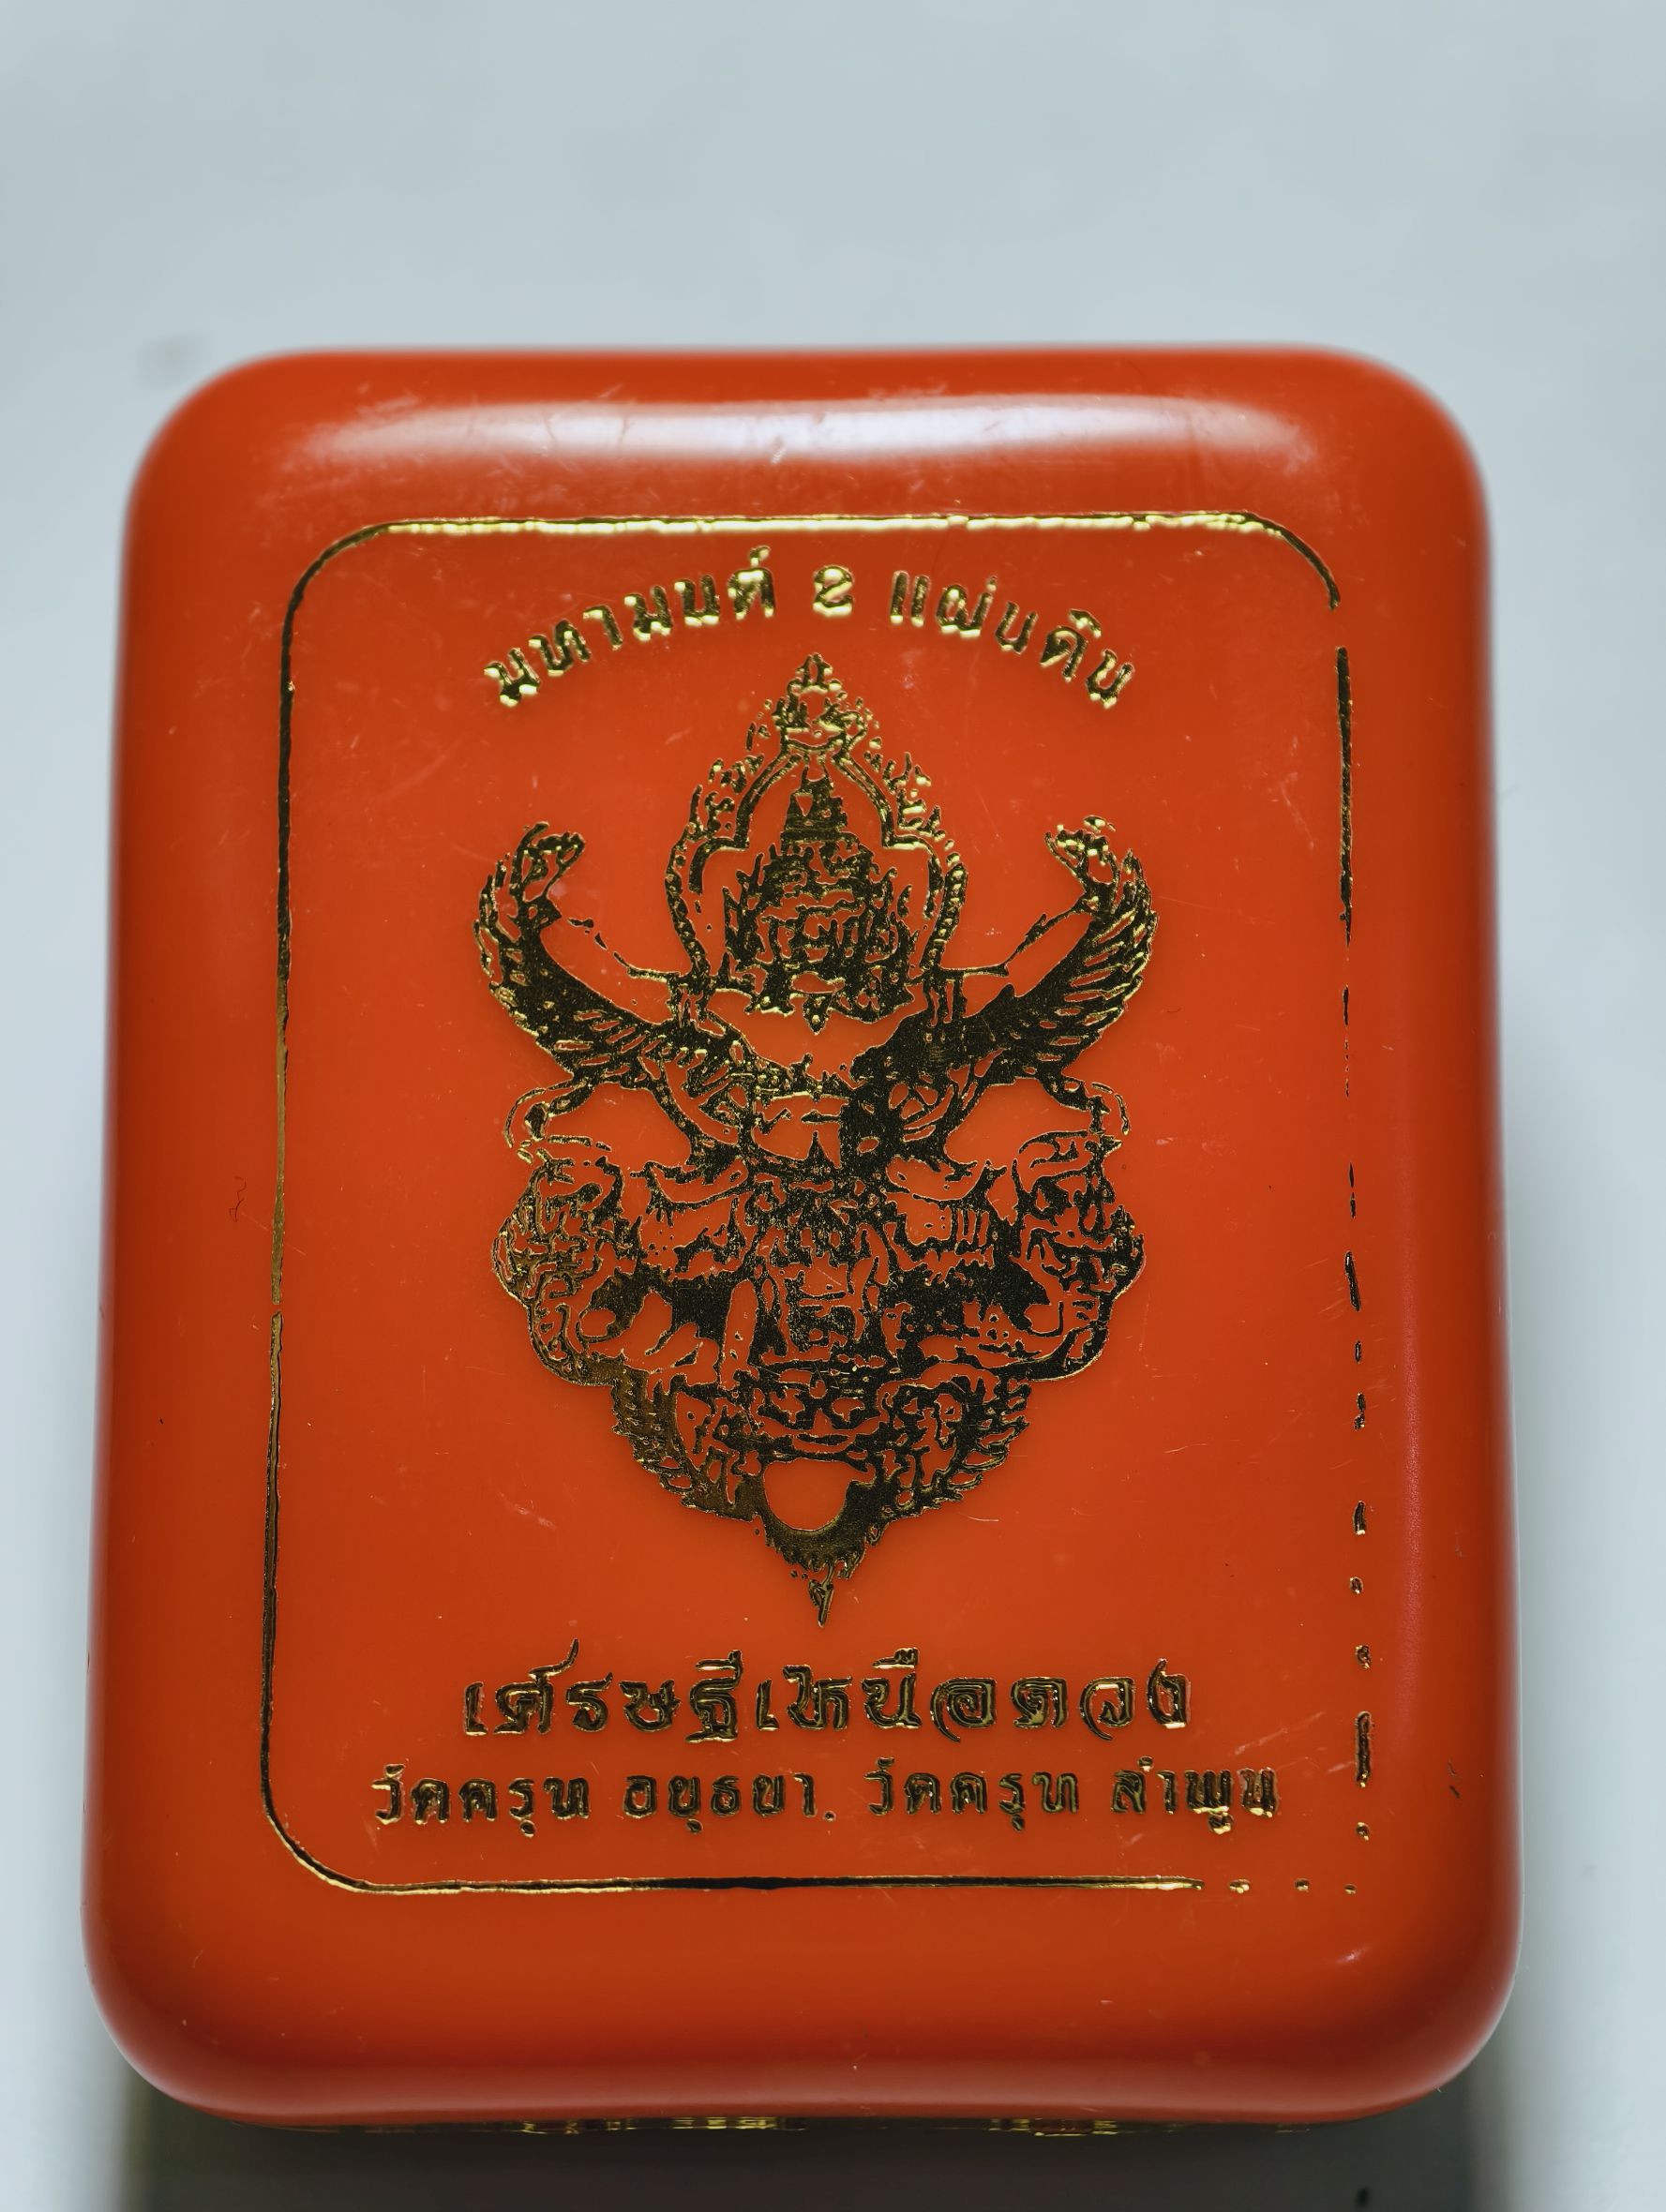 มหามนต์ 2 แผ่นดิน
เศรษฐีเหนือดวง
วัดครุฑ อยุธยา. วัดครุฑ ลำพูน